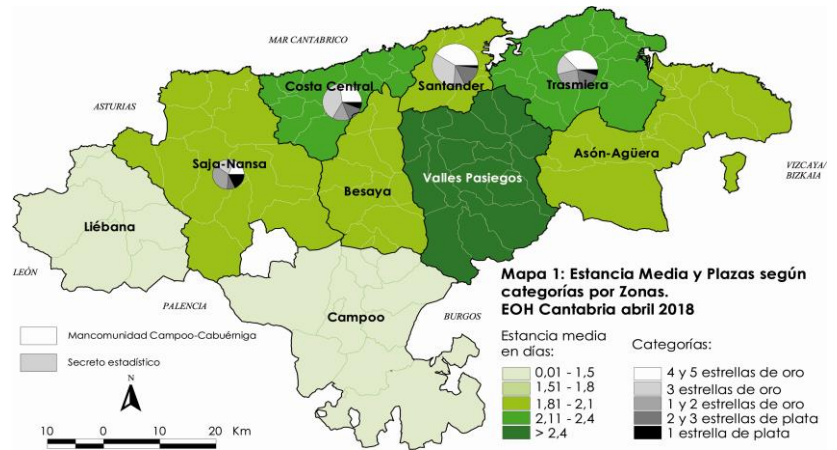 MAR CANTABRICO
Costa Central
Santander
Trasmiera
ASTURIAS
Saja-Nansa
Besaya
Valles Pasiegos
Asón-Agüera
VIZCAYA/
BIZKAIA
Liébana
LEÓN
PALENCIA
Campoo
BURGOS
Mancomunidad Campoo-Cabuérniga
Secreto estadístico
10 0 10 20 Km
Mapa 1: Estancia Media y Plazas según
categorías por Zonas.
EOH Cantabria abril 2018
Estancia media
en días:
0,01 - 1,5
1,51 - 1,8
1,81 - 2,1
2,11 - 2,4
> 2,4
Categorías:
4 y 5 estrellas de oro
3 estrellas de oro
1 y 2 estrellas de oro
2 y 3 estrellas de plata
1 estrella de plata